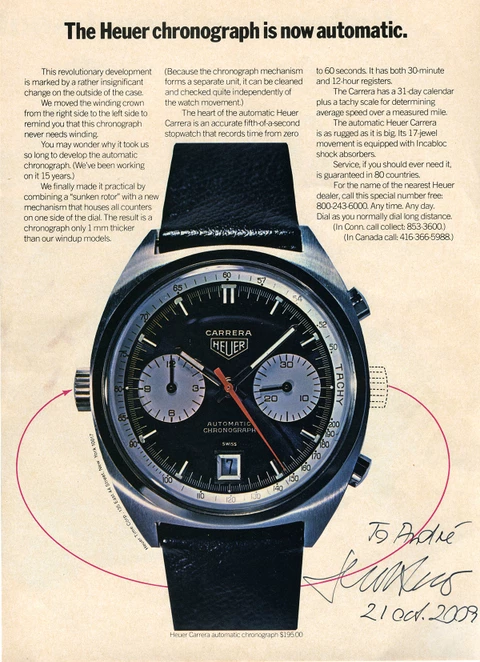 The Heuer chronograph is now automatic.
This revolutionary development
is marked by a rather insignificant
change on the outside of the case.
We moved the winding crown
from the right side to the left side to
remind you that this chronograph
never needs winding.
You may wonder why it took us
so long to develop the automatic
chronograph. (We've been working
on it 15 years.)
We finally made it practical by
combining a "sunken rotor" with a new
mechanism that houses all counters
on one side of the dial. The result is a
chronograph only 1 mm thicker
than our windup models.
(Because the chronograph mechanism
forms a separate unit, it can be cleaned
and checked quite independently of
the watch movement.)
The heart of the automatic Heuer
Carrera is an accurate fifth-of-a-second
stopwatch that records time from zero
to 60 seconds. It has both 30-minute
and 12-hour registers.
The Carrera has a 31-day calendar
plus a tachy scale for determining
average speed over a measured mile.
The automatic Heuer Carrera
is as rugged as it is big. Its 17-jewel
movement is equipped with Incabloc
shock absorbers.
Service, if you should ever need it,
is guaranteed in 80 countries.
For the name of the nearest Heuer
dealer, call this special number free:
800-243-6000. Any time. Any day.
Dial as you normally dial long distance.
(In Conn. call collect: 853-3600.)
(In Canada call: 416-366-5988.)
60
CARRERA
HEUER
12
9
3
6
30
20
10
TACHY
AUTOMATIC
CHRONOGRAPH
SWISS
17
Heuer Time Corp.
To André
21 oct. 2009
Heuer Carrera automatic chronograph $195.00